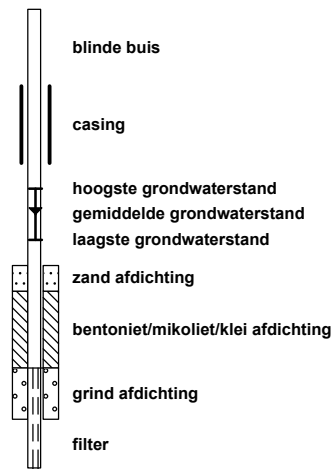 blinde buis
casing
hoogste grondwaterstand
gemiddelde grondwaterstand
laagste grondwaterstand
zand afdichting
bentoniet/mikoliet/klei afdichting
grind afdichting
filter